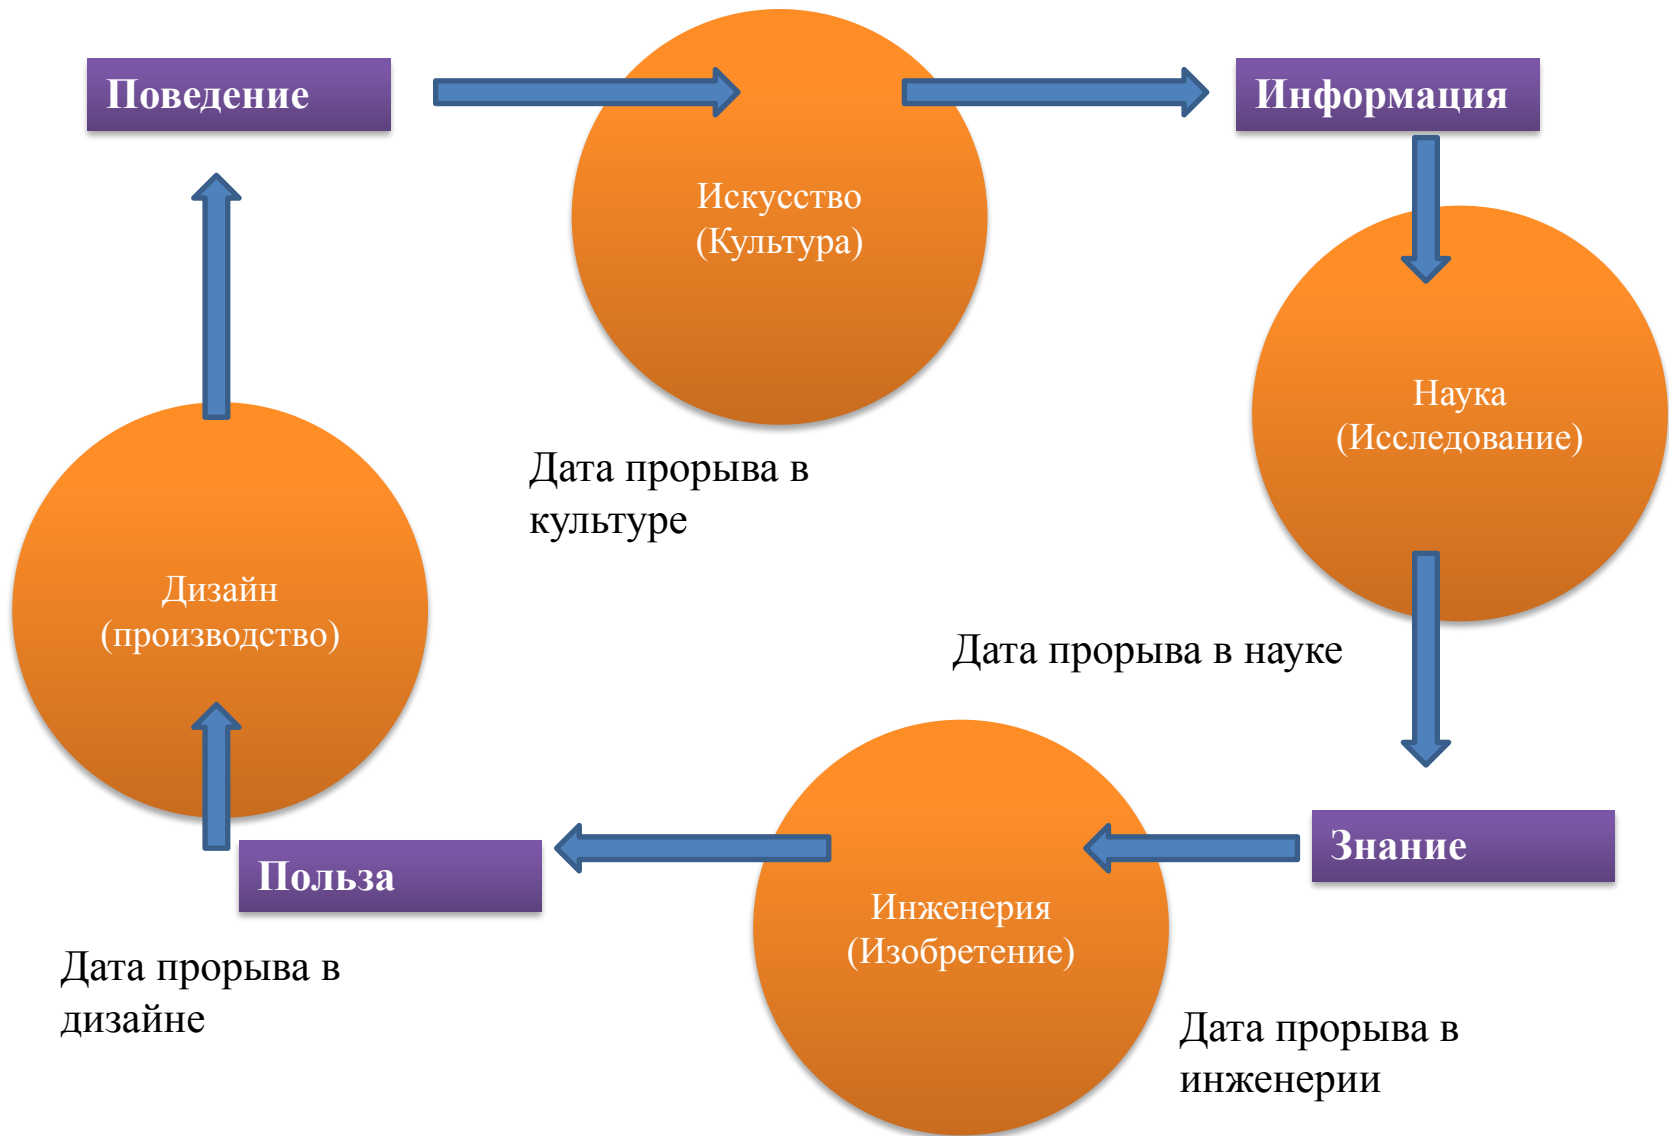 Поведение
Информация
Искусство
(Культура)
Наука
(Исследование)
Дата прорыва в
культуре
Дизайн
(производство)
Дата прорыва в науке
Знание
Польза
Инженерия
(Изобретение)
Дата прорыва в
дизайне
Дата прорыва в
инженерии